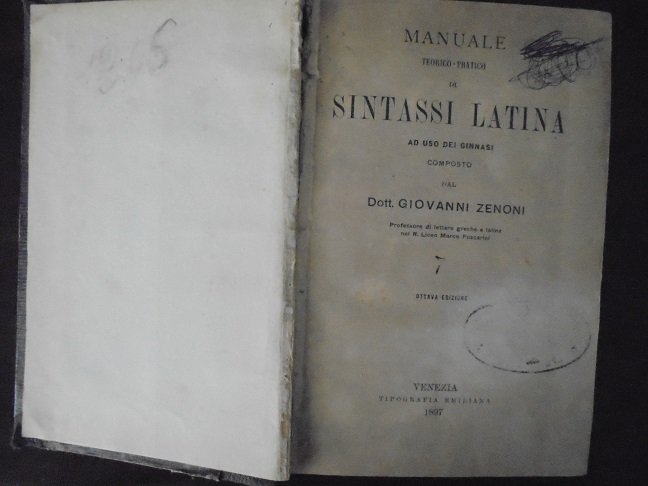 MANUALE
TEORICO-PRATICO
DI
SINTASSI LATINA
AD USO DEI GINNASI
COMPOSTO
DAL
Dott. GIOVANNI ZENONI
Professore di lettere greche e latine
nel R. Liceo Marco Foscarini
7
OTTAVA EDIZIONE
VENEZIA
TIPOGRAFIA EMILIANA
1897